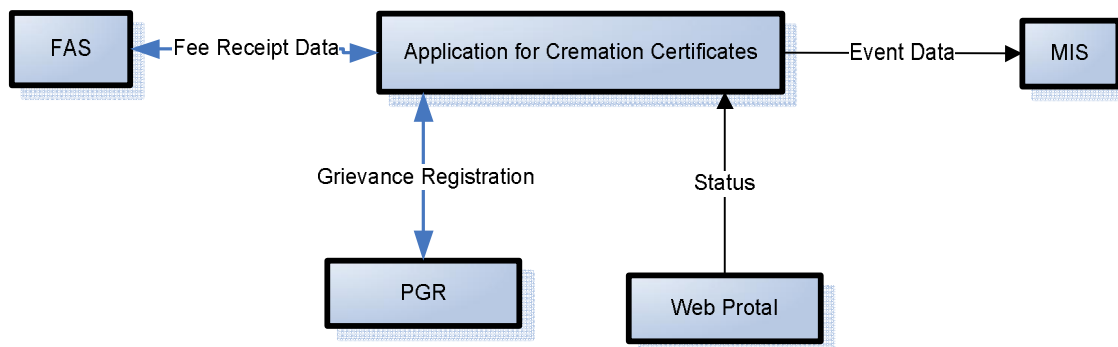 FAS
Fee Receipt Data
Application for Cremation Certificates
Event Data
MIS
Grievance Registration
Status
PGR
Web Protal